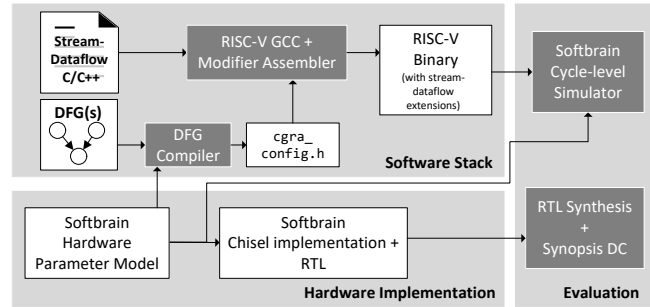 Stream-
Dataflow
C/C++
RISC-V GCC +
Modifier Assembler
RISC-V
Binary
(with stream-
dataflow
extensions)
Softbrain
Cycle-level
Simulator
DFG(s)
DFG
Compiler
cgra_
config.h
Software Stack
Softbrain
Hardware
Parameter Model
Softbrain
Chisel implementation +
RTL
RTL Synthesis
+
Synopsis DC
Hardware Implementation
Evaluation